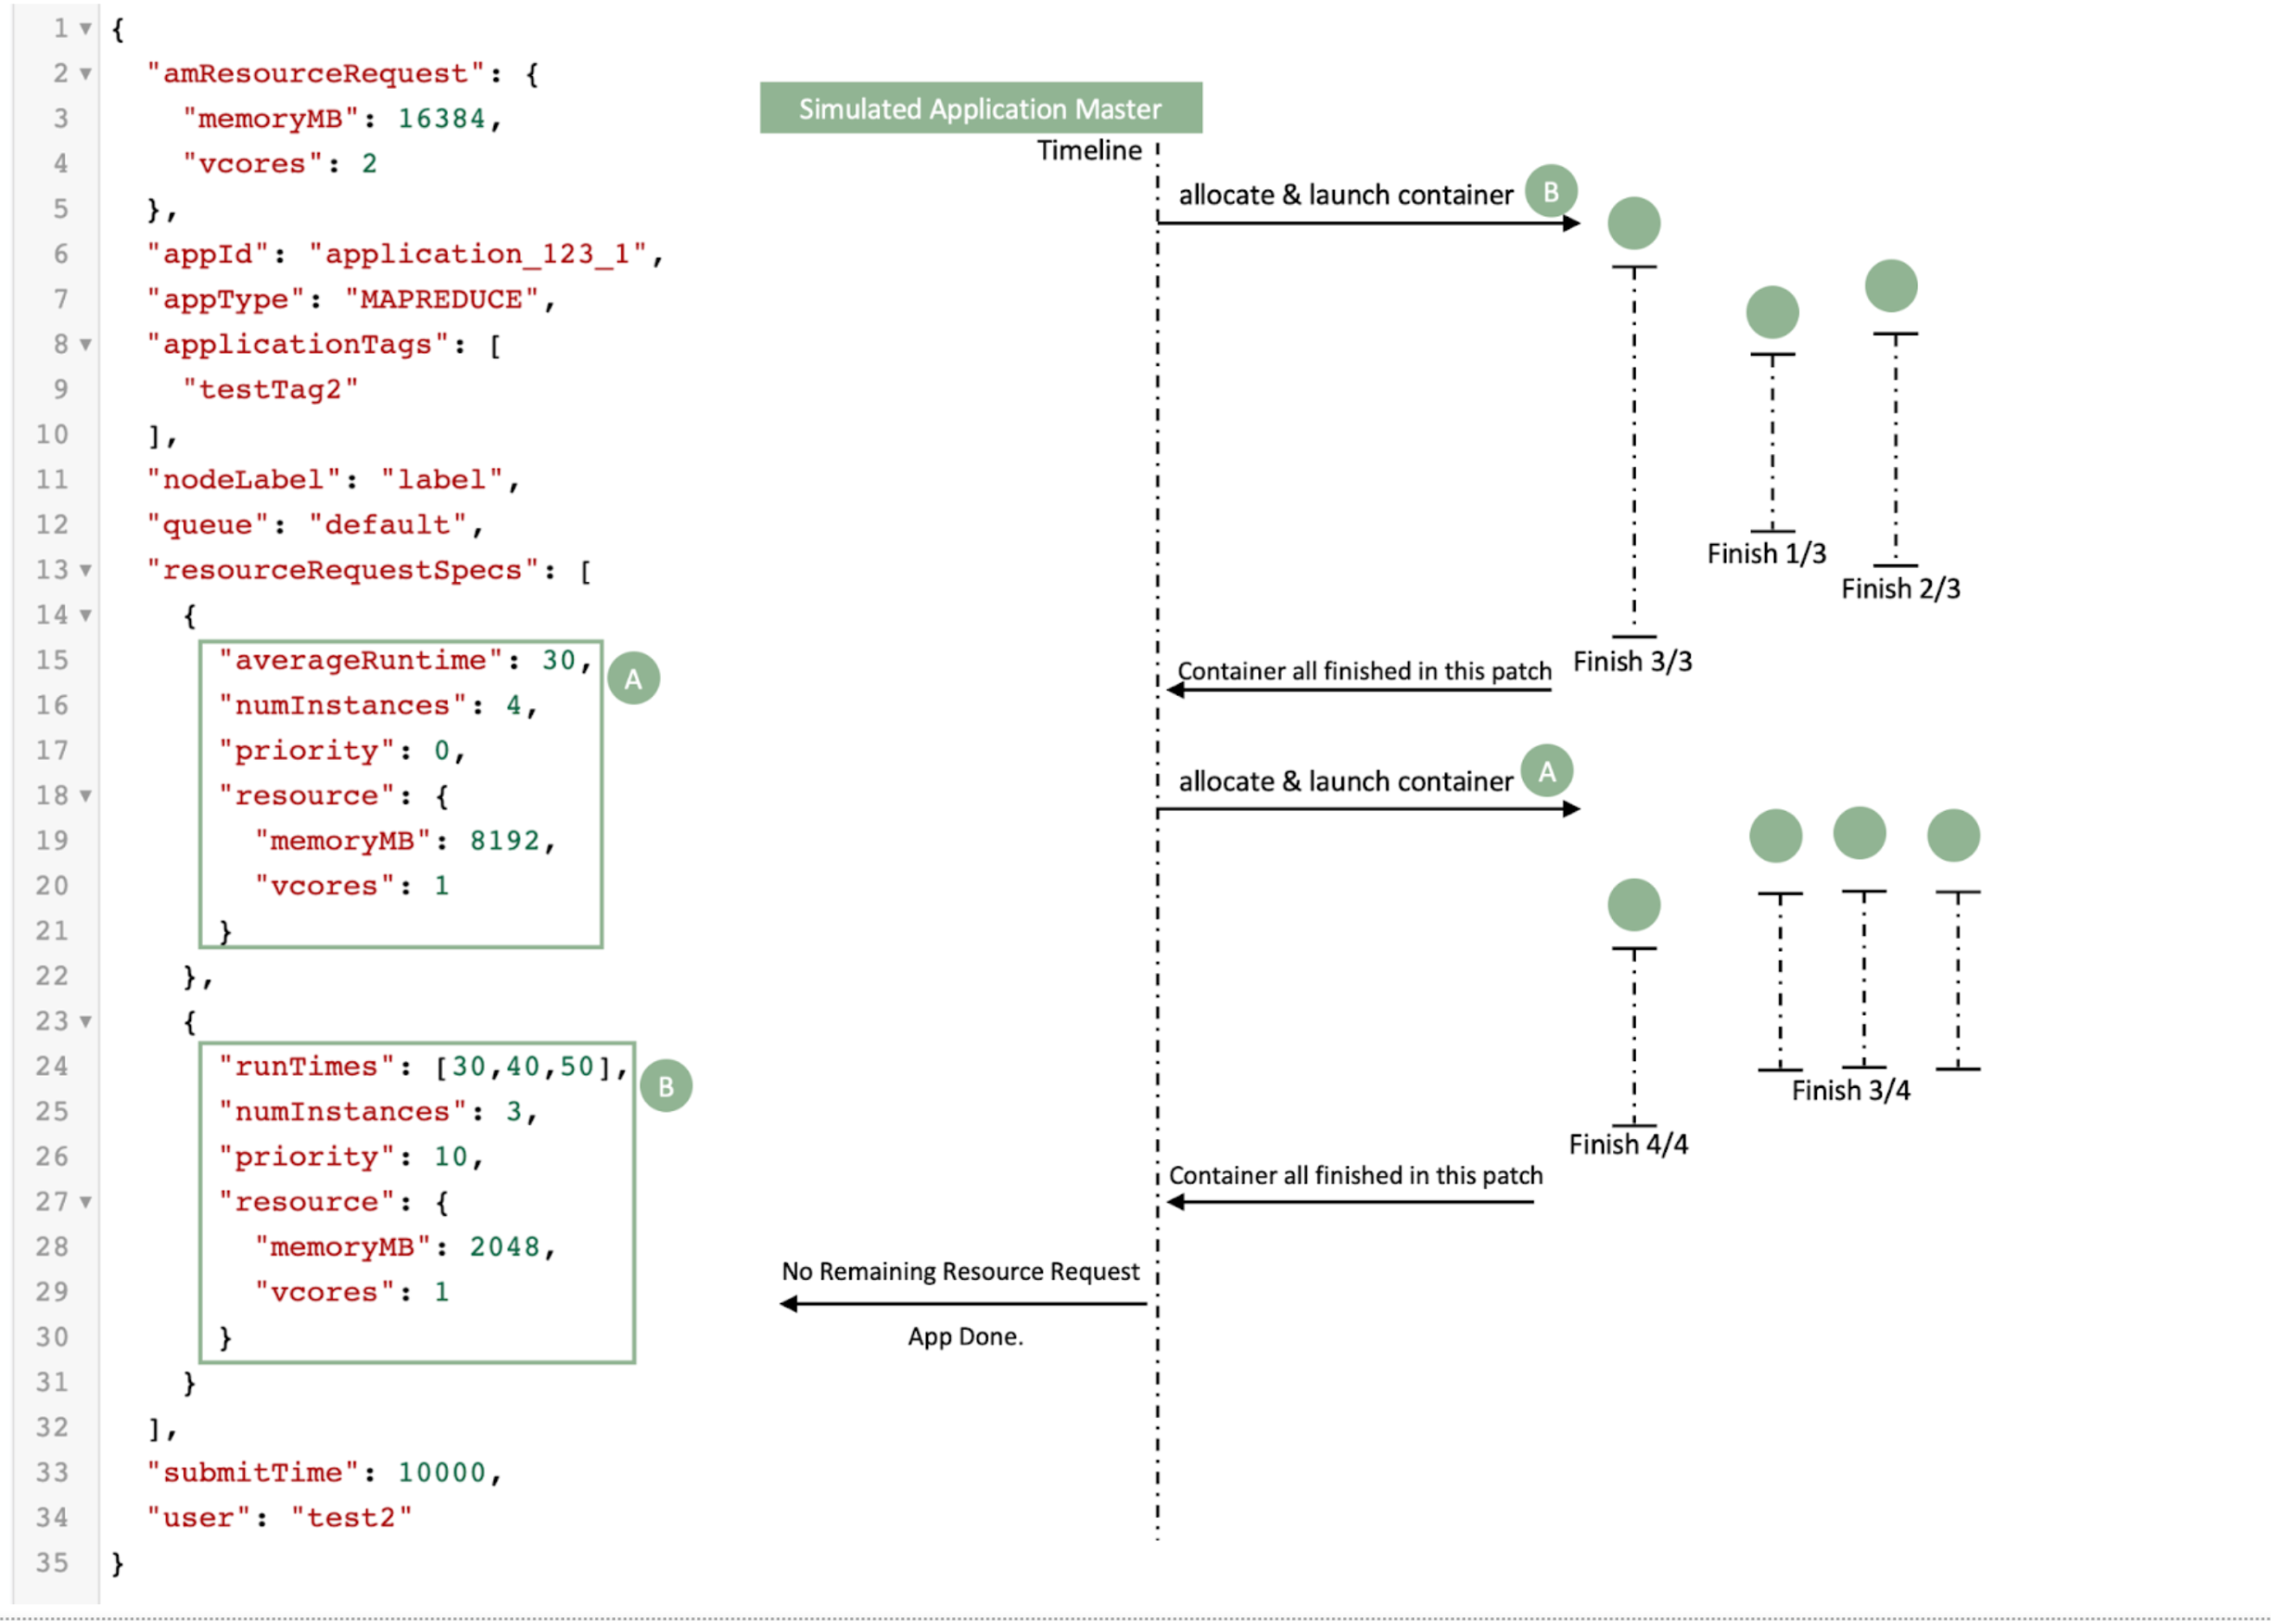 1 ▼ {
2 ▼ "amResourceRequest": {
3 "memoryMB": 16384,
4 "vcores": 2
5 },
6 "appId": "application_123_1",
7 "appType": "MAPREDUCE",
8 ▼ "applicationTags": [
9 "testTag2"
10 ],
11 "nodeLabel": "label",
12 "queue": "default",
13 ▼ "resourceRequestSpecs": [
14 ▼ {
15 "averageRuntime": 30,
16 "numInstances": 4,
17 "priority": 0,
18 ▼ "resource": {
19 "memoryMB": 8192,
20 "vcores": 1
21 }
A
22 },
23 ▼ {
24 "runTimes": [30,40,50],
25 "numInstances": 3,
26 "priority": 10,
27 ▼ "resource": {
28 "memoryMB": 2048,
29 "vcores": 1
30 }
B
31 }
32 ],
33 "submitTime": 10000,
34 "user": "test2"
35 }
Simulated Application Master
Timeline
allocate & launch container B
Finish 1/3
Finish 2/3
Finish 3/3
Container all finished in this patch
allocate & launch container A
Finish 3/4
Finish 4/4
Container all finished in this patch
No Remaining Resource Request
App Done.